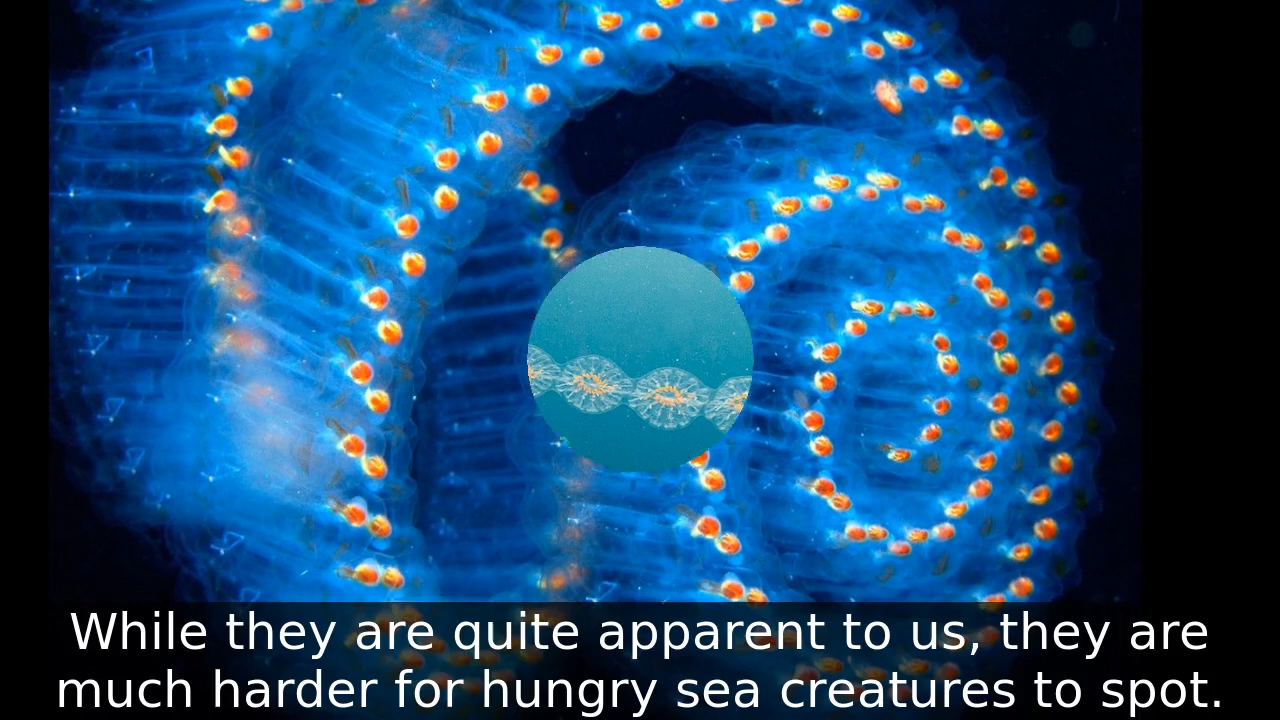 While they are quite apparent to us, they are
much harder for hungry sea creatures to spot.